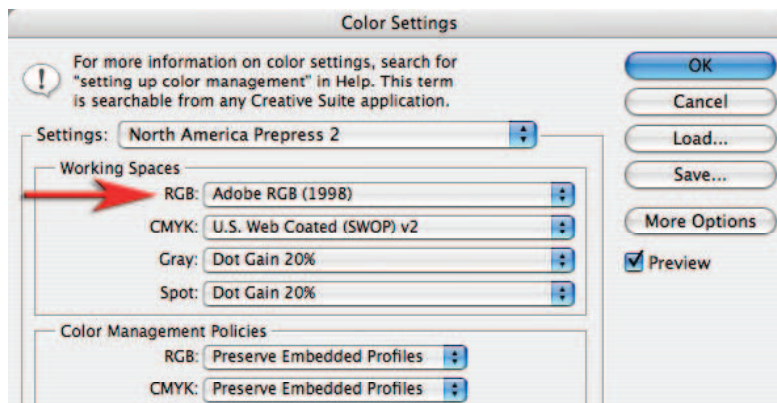 Color Settings
For more information on color settings, search for
"setting up color management" in Help. This term
is searchable from any Creative Suite application.
Settings: North America Prepress 2
Working Spaces
RGB: Adobe RGB (1998)
CMYK: U.S. Web Coated (SWOP) v2
Gray: Dot Gain 20%
Spot: Dot Gain 20%
Color Management Policies
RGB: Preserve Embedded Profiles
CMYK: Preserve Embedded Profiles
OK
Cancel
Load...
Save...
More Options
Preview